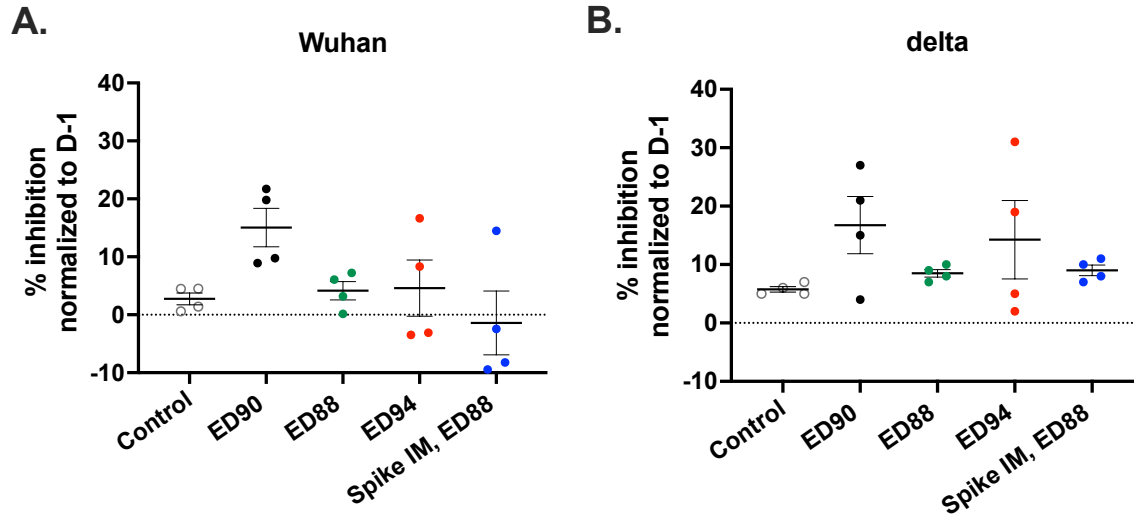 A.
Wuhan
% inhibition
normalized to D-1
40
30
20
10
0
-10
Control
ED90
ED88
ED94
Spike IM, ED88
B.
delta
% inhibition
normalized to D-1
40
30
20
10
0
-10
Control
ED90
ED88
ED94
Spike IM, ED88